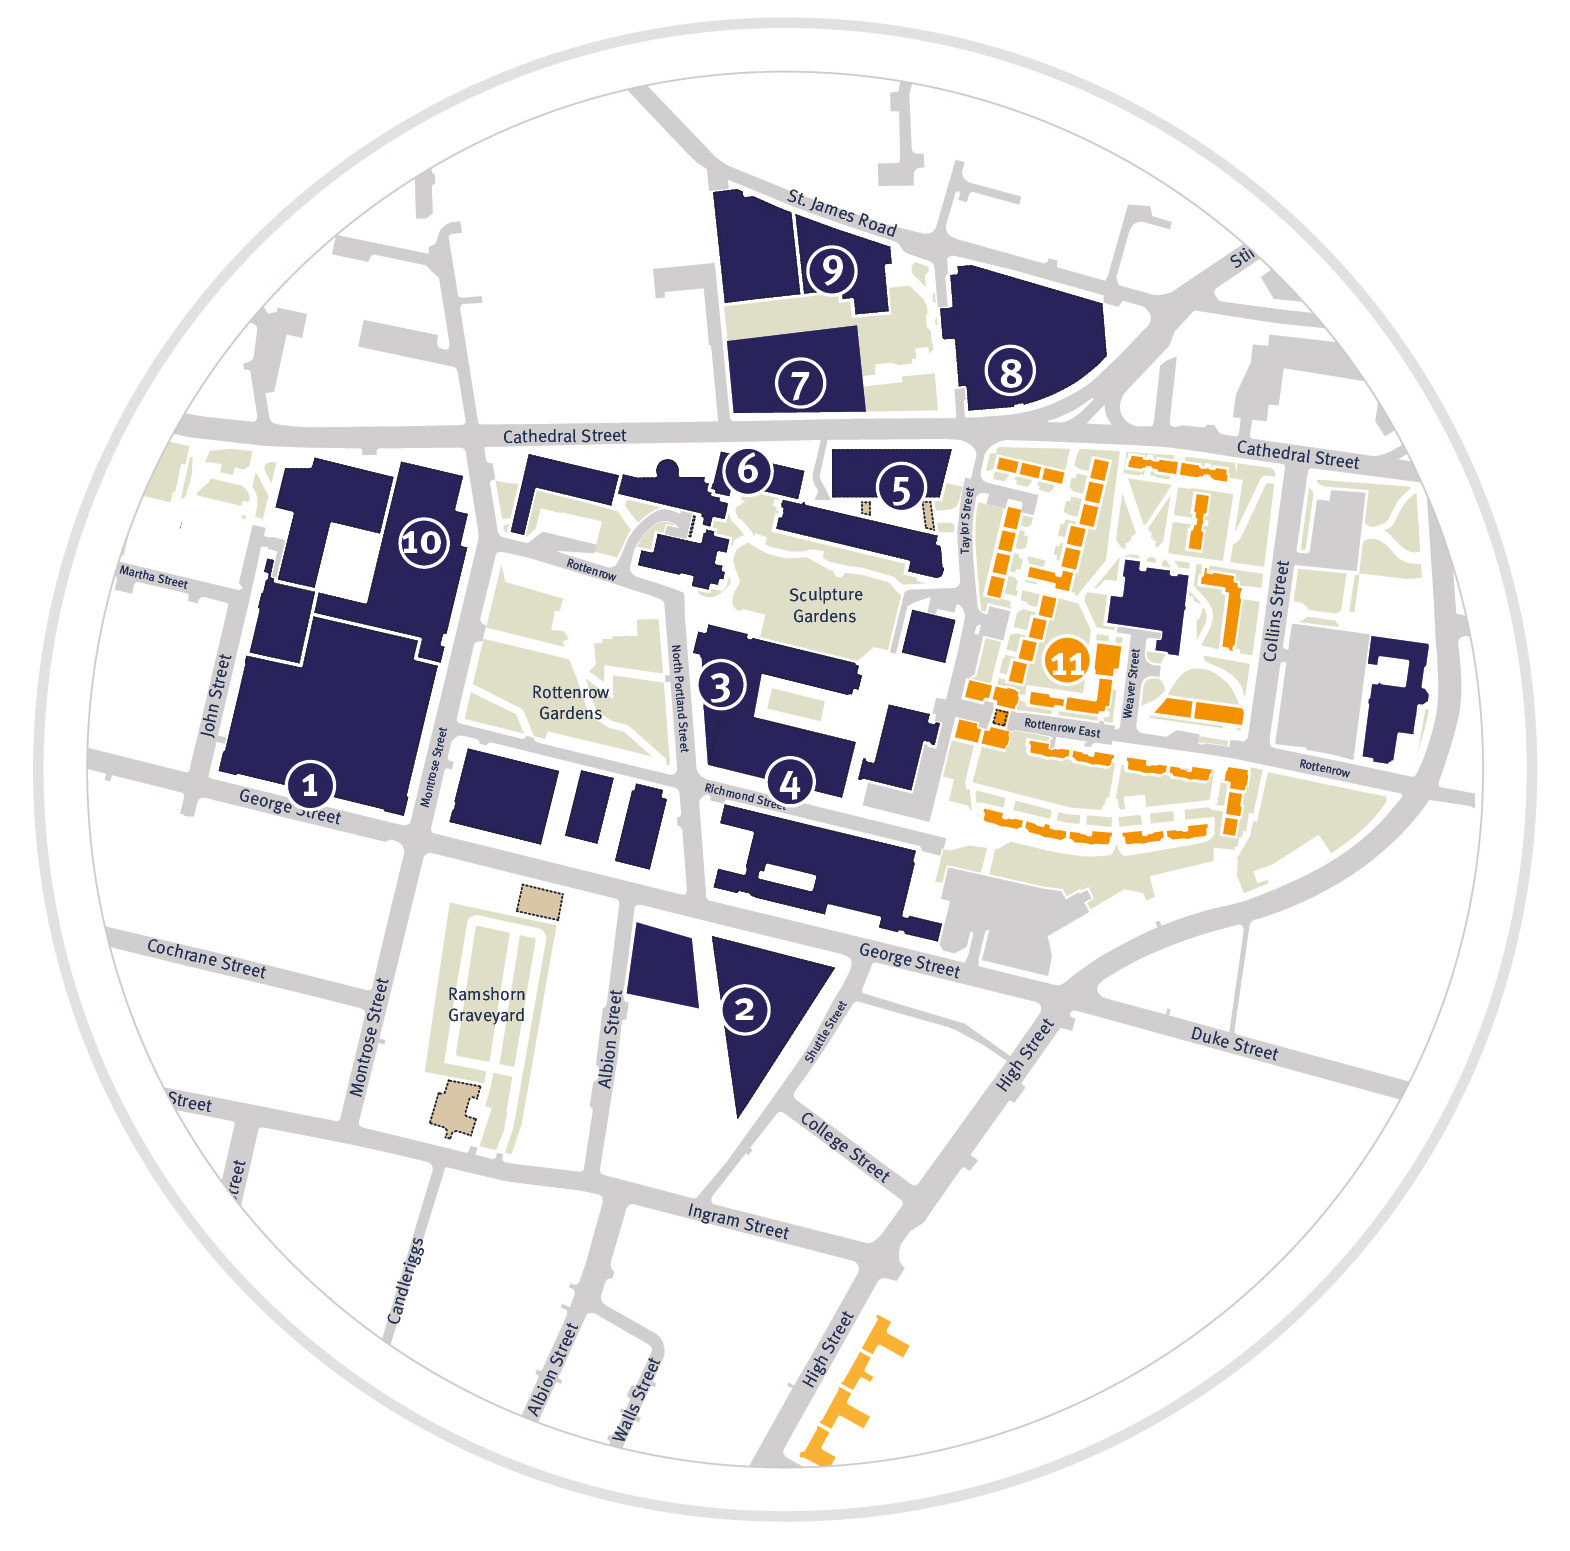 St. James Road
Stir
9
7
8
Cathedral Street
Cathedral Street
6
5
10
Taylor Street
Martha Street
Rottenrow
Sculpture
Gardens
Collins Street
John Street
Rottenrow
Gardens
North Portland Street
3
11
Weaver Street
Rottenrow East
Rottenrow
Montrose Street
1
George Street
Richmond Street
4
Cochrane Street
Ramshorn
Graveyard
Montrose Street
Albion Street
2
George Street
Shuttle Street
High Street
Duke Street
Street
College Street
treet
Ingram Street
Candleriggs
Albion Street
Walls Street
High Street